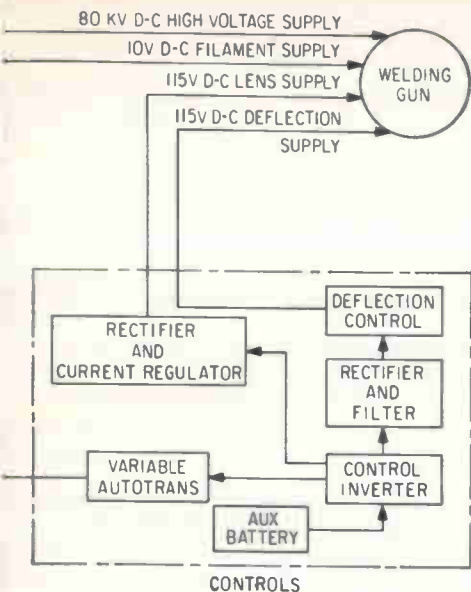 80 KV D-C HIGH VOLTAGE SUPPLY
10V D-C FILAMENT SUPPLY
115V D-C LENS SUPPLY
115V D-C DEFLECTION
SUPPLY
WELDING
GUN
DEFLECTION
CONTROL
RECTIFIER
AND
CURRENT REGULATOR
RECTIFIER
AND
FILTER
VARIABLE
AUTOTRANS
CONTROL
INVERTER
AUX
BATTERY
CONTROLS